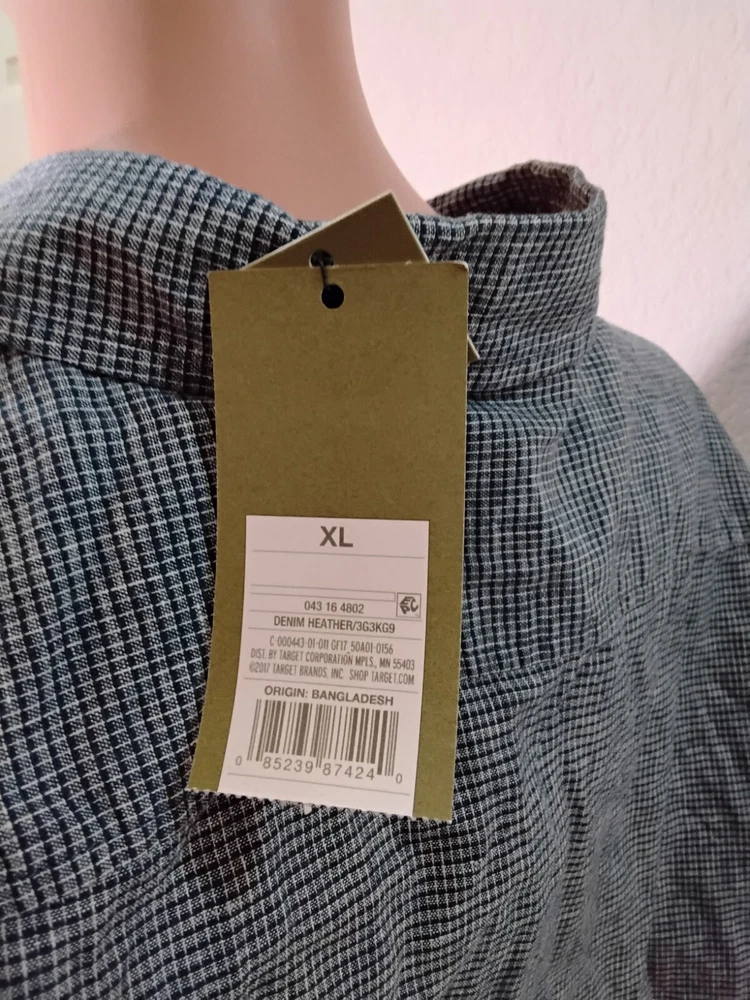 XL
043 16 4802
DENIM HEATHER/3G3KG9
C-000443-01-011 GF17 50A01-0156
DIST. BY TARGET CORPORATION MPLS., MN 55403
©2017 TARGET BRANDS, INC. SHOP TARGET.COM
ORIGIN: BANGLADESH
0 85239 87424 0